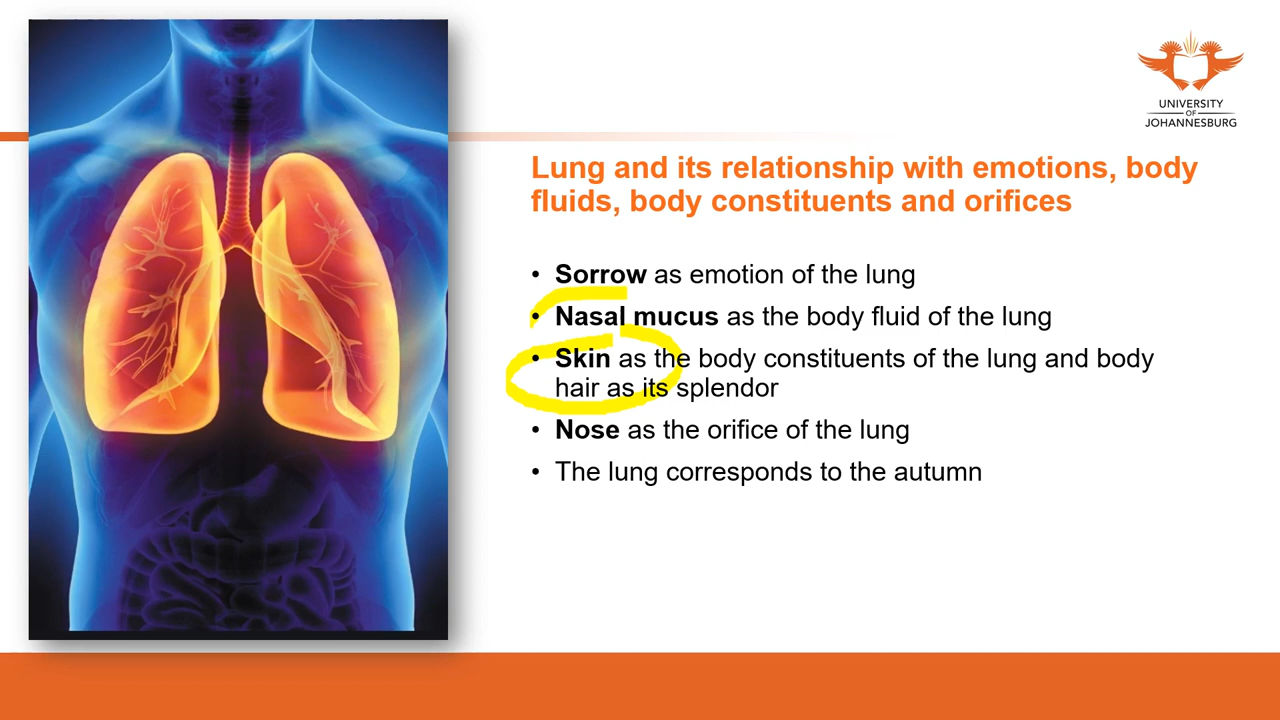 UNIVERSITY
OF
JOHANNESBURG
Lung and its relationship with emotions, body
fluids, body constituents and orifices
• Sorrow as emotion of the lung
• Nasal mucus as the body fluid of the lung
• Skin as the body constituents of the lung and body
hair as its splendor
• Nose as the orifice of the lung
• The lung corresponds to the autumn